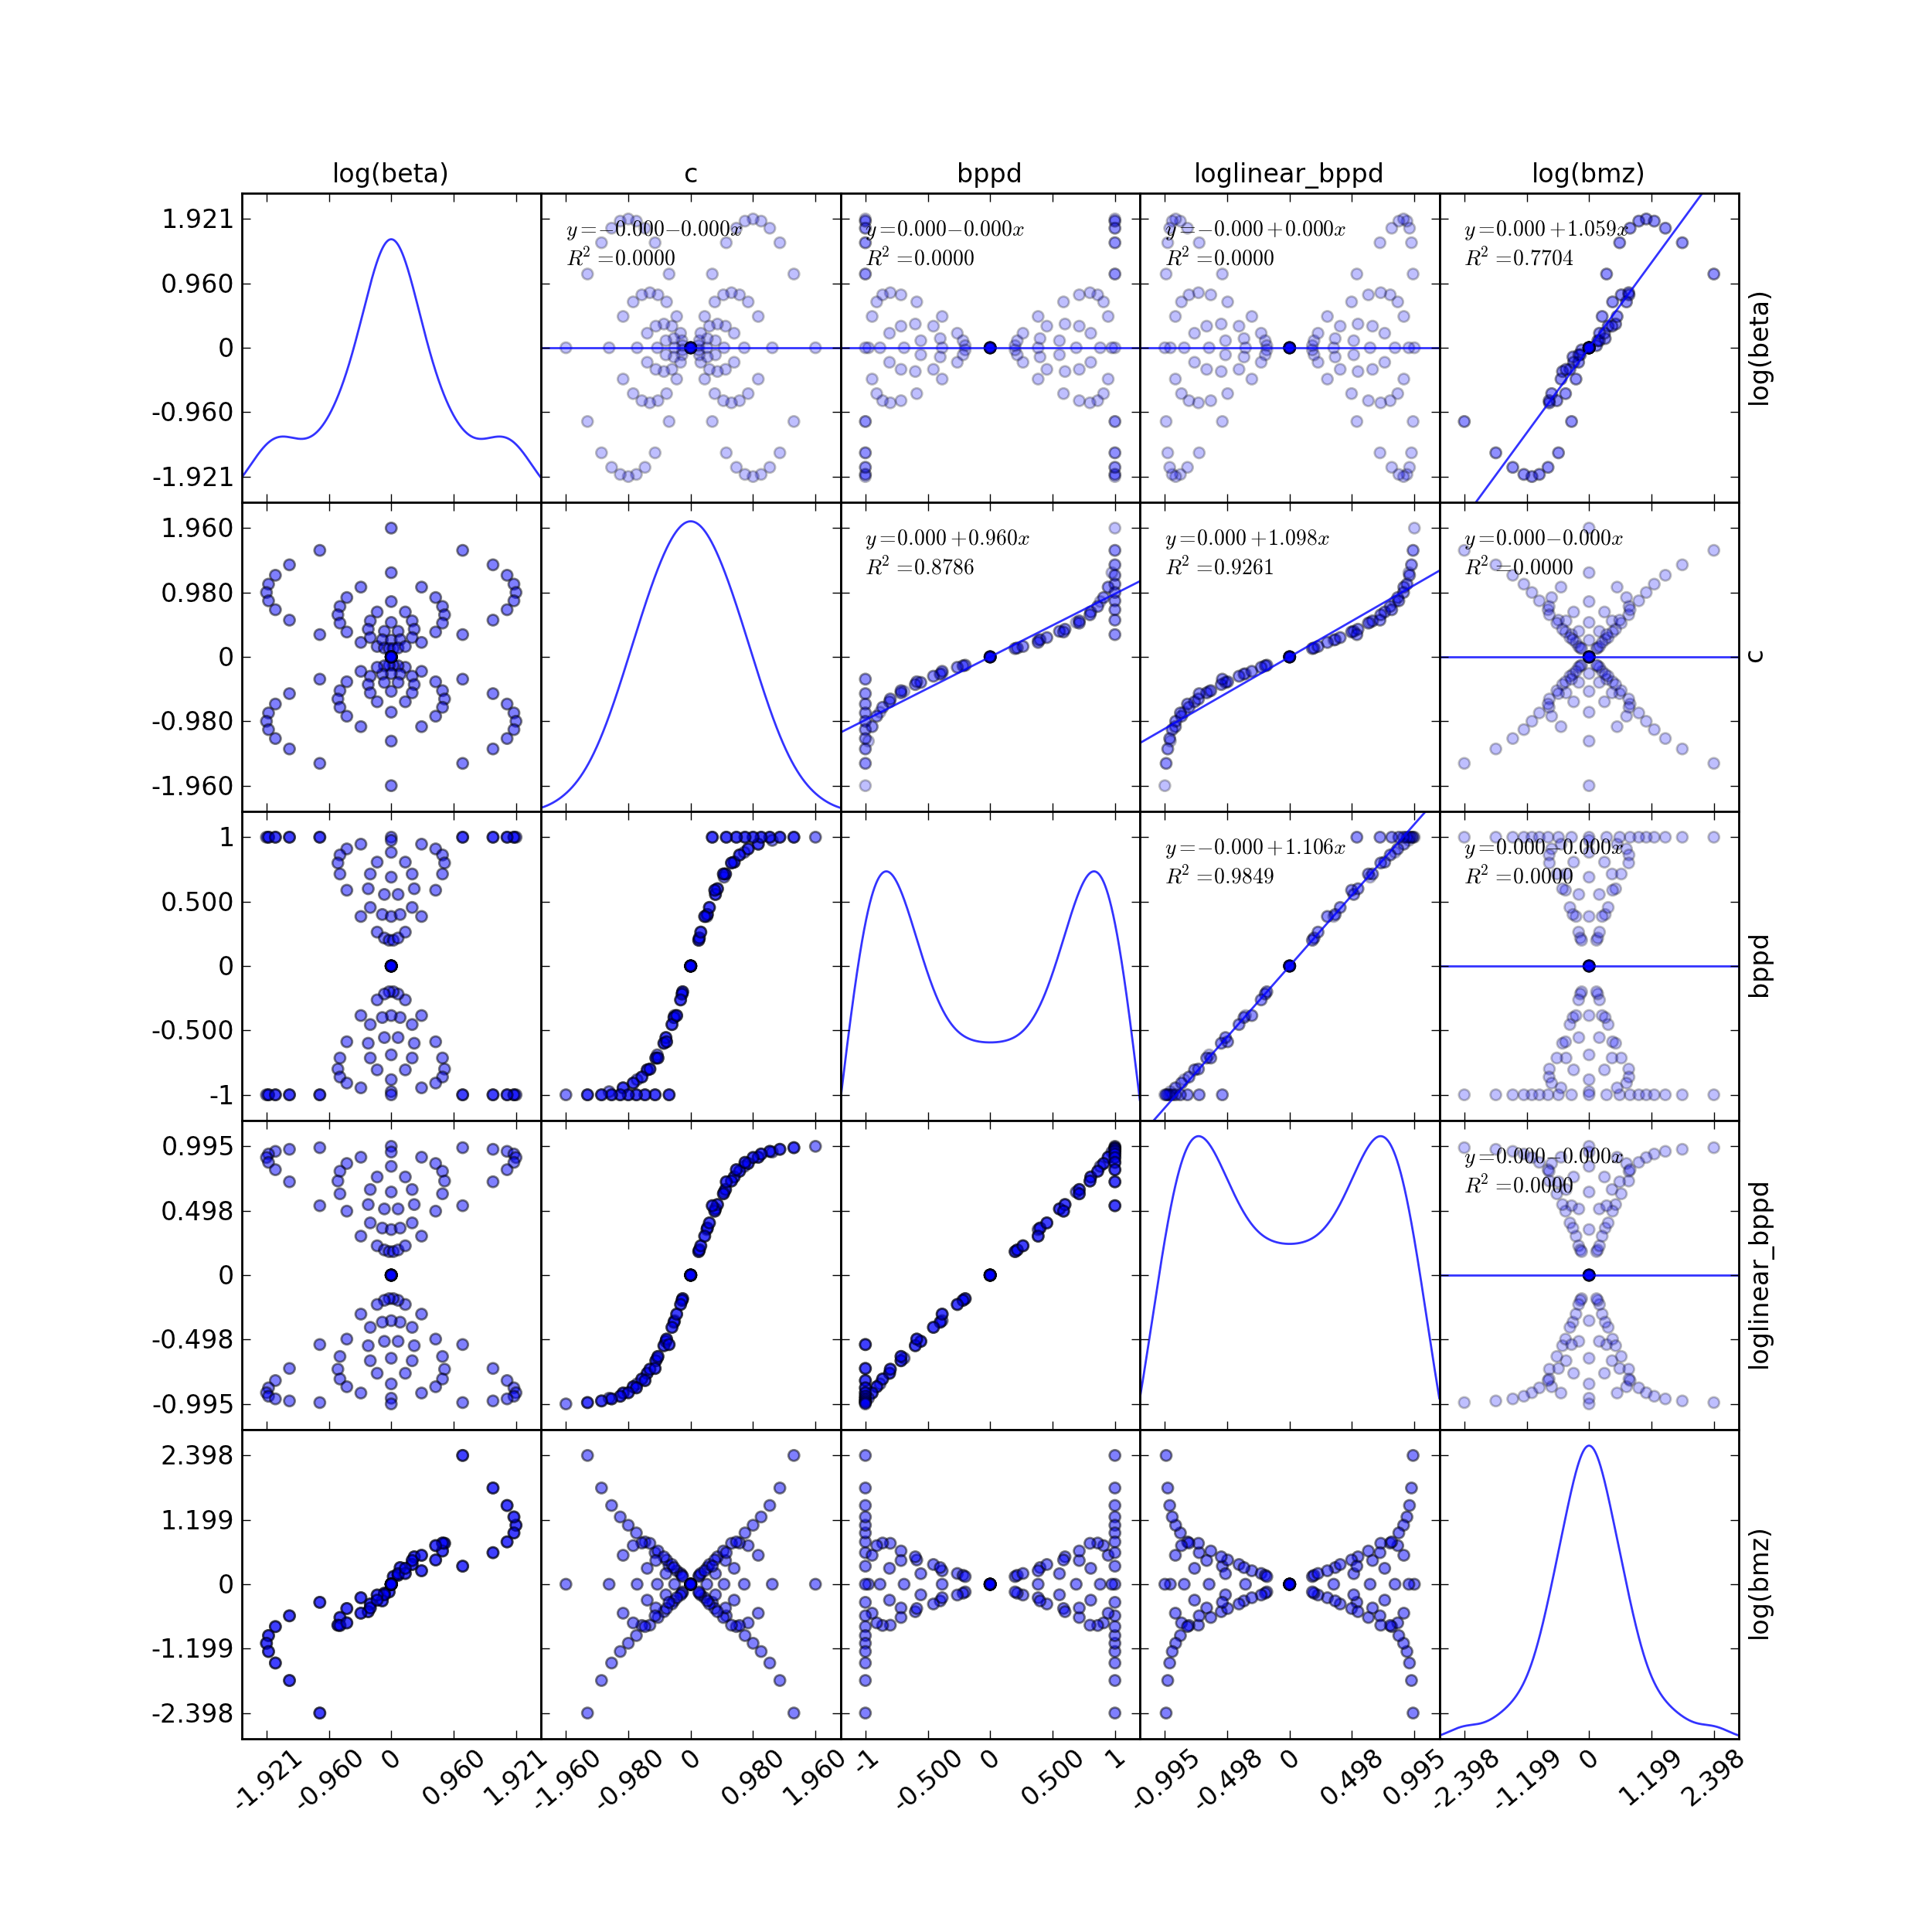 log(beta) c bppd loglinear_bppd log(bmz)
1.921
0.960
0
-0.960
-1.921
y=−0.000−0.000x
R² =0.0000
y=0.000−0.000x
R² =0.0000
y=−0.000+0.000x
R² =0.0000
y=0.000+1.059x
R² =0.7704
log(beta)
1.960
0.980
0
-0.980
-1.960
y=0.000+0.960x
R² =0.8786
y=0.000+1.098x
R² =0.9261
y=0.000−0.000x
R² =0.0000
c
1
0.500
0
-0.500
-1
y=−0.000+1.106x
R² =0.9849
y=0.000−0.000x
R² =0.0000
bppd
0.995
0.498
0
-0.498
-0.995
y=0.000−0.000x
R² =0.0000
loglinear_bppd
2.398
1.199
0
-1.199
-2.398
log(bmz)
-1.921 -0.960 0 0.960 1.921 -1.960 -0.980 0 0.980 1.960 -1 -0.500 0 0.500 1 -0.995 -0.498 0 0.498 0.995 -2.398 -1.199 0 1.199 2.398